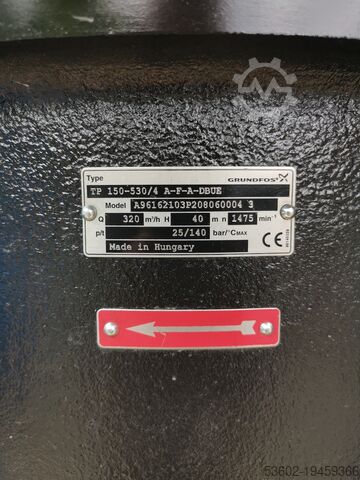 Type GRUNDFOS
TP 150-530/4 A-F-A-DBUE
Model A96162103P208060004 3
Q 320 m³/h H 40 m n 1475 min⁻¹
p/t 25/140 bar/°CMAX
Made in Hungary CE
53602-19459366